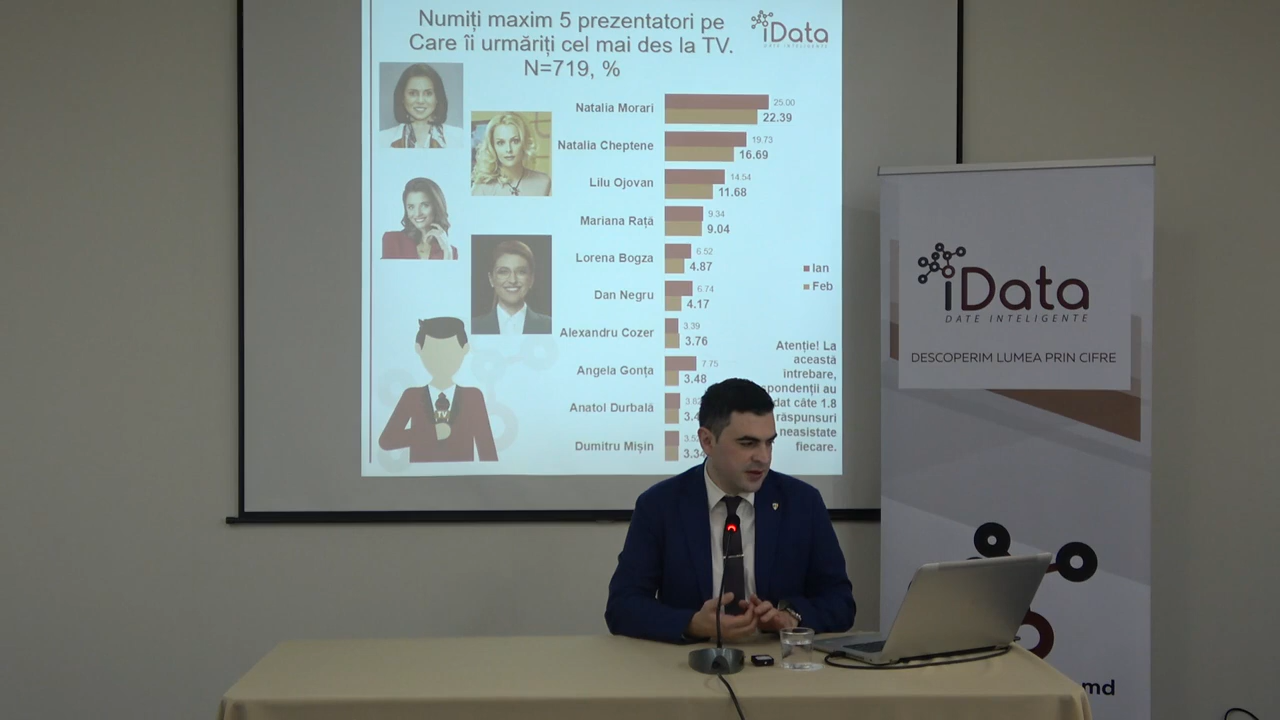 Numiți maxim 5 prezentatori pe
Care îi urmăriți cel mai des la TV.
N=719, %
iData
DATE INTELIGENTE
Natalia Morari
25.00
22.39
Natalia Cheptene
19.73
16.69
Lilu Ojovan
14.54
11.68
Mariana Rață
9.34
9.04
Lorena Bogza
6.52
4.87
Dan Negru
6.74
4.17
Alexandru Cozer
3.39
3.76
Angela Gonța
7.75
3.48
Anatol Durbală
Dumitru Mișin
Ian
Feb
Atenție! La
această
întrebare,
dat câte 1.8
răspunsuri
neasistate
fiecare.
TV
iData
DATE INTELIGENTE
DESCOPERIM LUMEA PRIN CIFRE
md